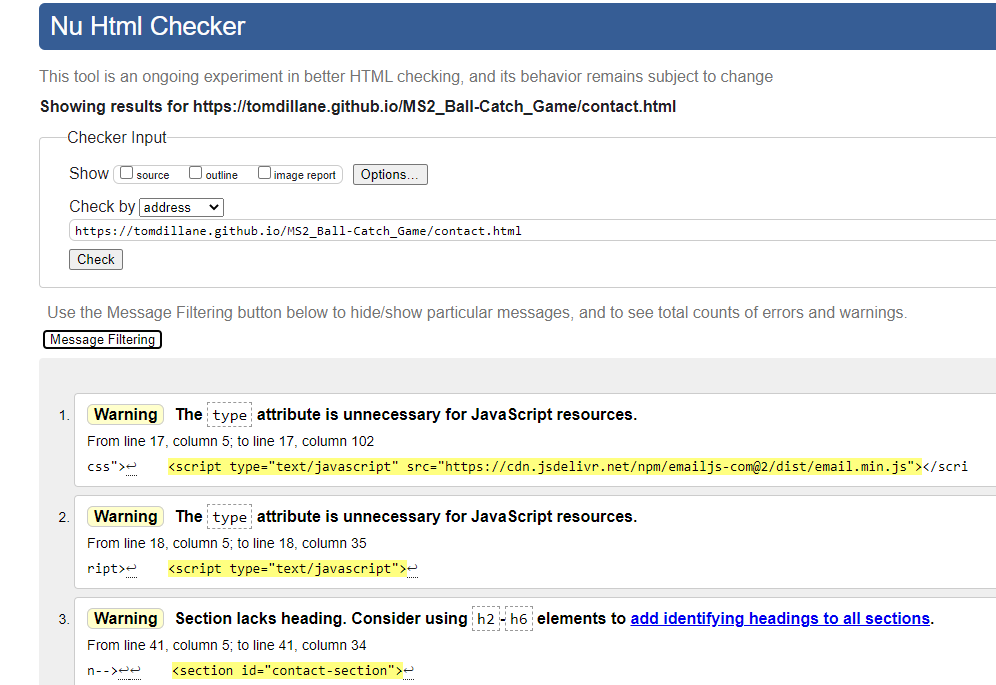 Nu Html Checker
This tool is an ongoing experiment in better HTML checking, and its behavior remains subject to change
Showing results for https://tomdillane.github.io/MS2_Ball-Catch_Game/contact.html
Checker Input
Show source outline image report Options...
Check by address
https://tomdillane.github.io/MS2_Ball-Catch_Game/contact.html
Check
Use the Message Filtering button below to hide/show particular messages, and to see total counts of errors and warnings.
Message Filtering
1. Warning The type attribute is unnecessary for JavaScript resources.
From line 17, column 5; to line 17, column 102
css">↩ <script type="text/javascript" src="https://cdn.jsdelivr.net/npm/emailjs-com@2/dist/email.min.js"></scri
2. Warning The type attribute is unnecessary for JavaScript resources.
From line 18, column 5; to line 18, column 35
ript>↩ <script type="text/javascript">↩
3. Warning Section lacks heading. Consider using h2-h6 elements to add identifying headings to all sections.
From line 41, column 5; to line 41, column 34
n-->↩↩ <section id="contact-section">↩